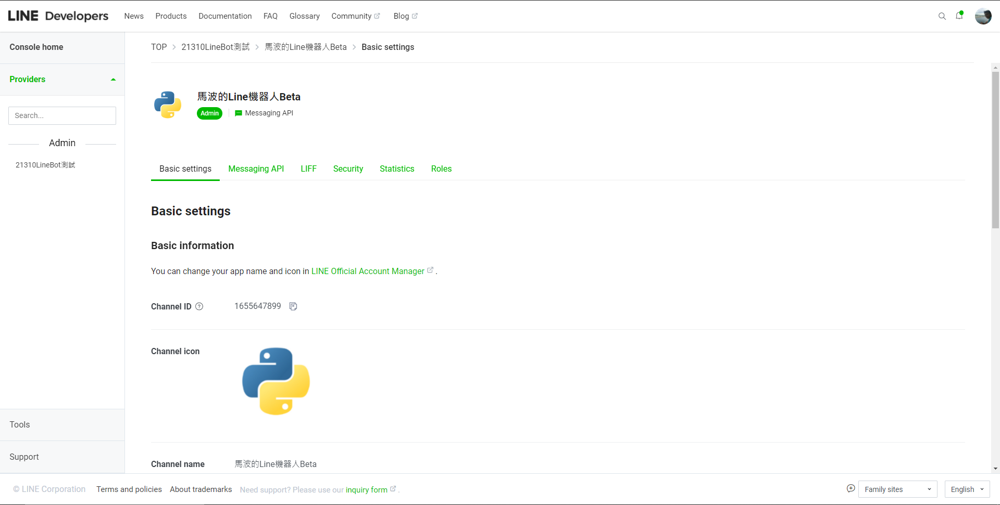 LINE Developers News Products Documentation FAQ Glossary Community Blog
Console home
Providers
Search...
Admin
21310LineBot測試
Tools
Support
TOP > 21310LineBot測試 > 馬波的Line機器人Beta > Basic settings
馬波的Line機器人Beta
Admin Messaging API
Basic settings Messaging API LIFF Security Statistics Roles
Basic settings
Basic information
You can change your app name and icon in LINE Official Account Manager .
Channel ID ? 1655647899
Channel icon
Channel name 馬波的Line機器人Beta
© LINE Corporation Terms and policies About trademarks Need support? Please use our inquiry form . Family sites English